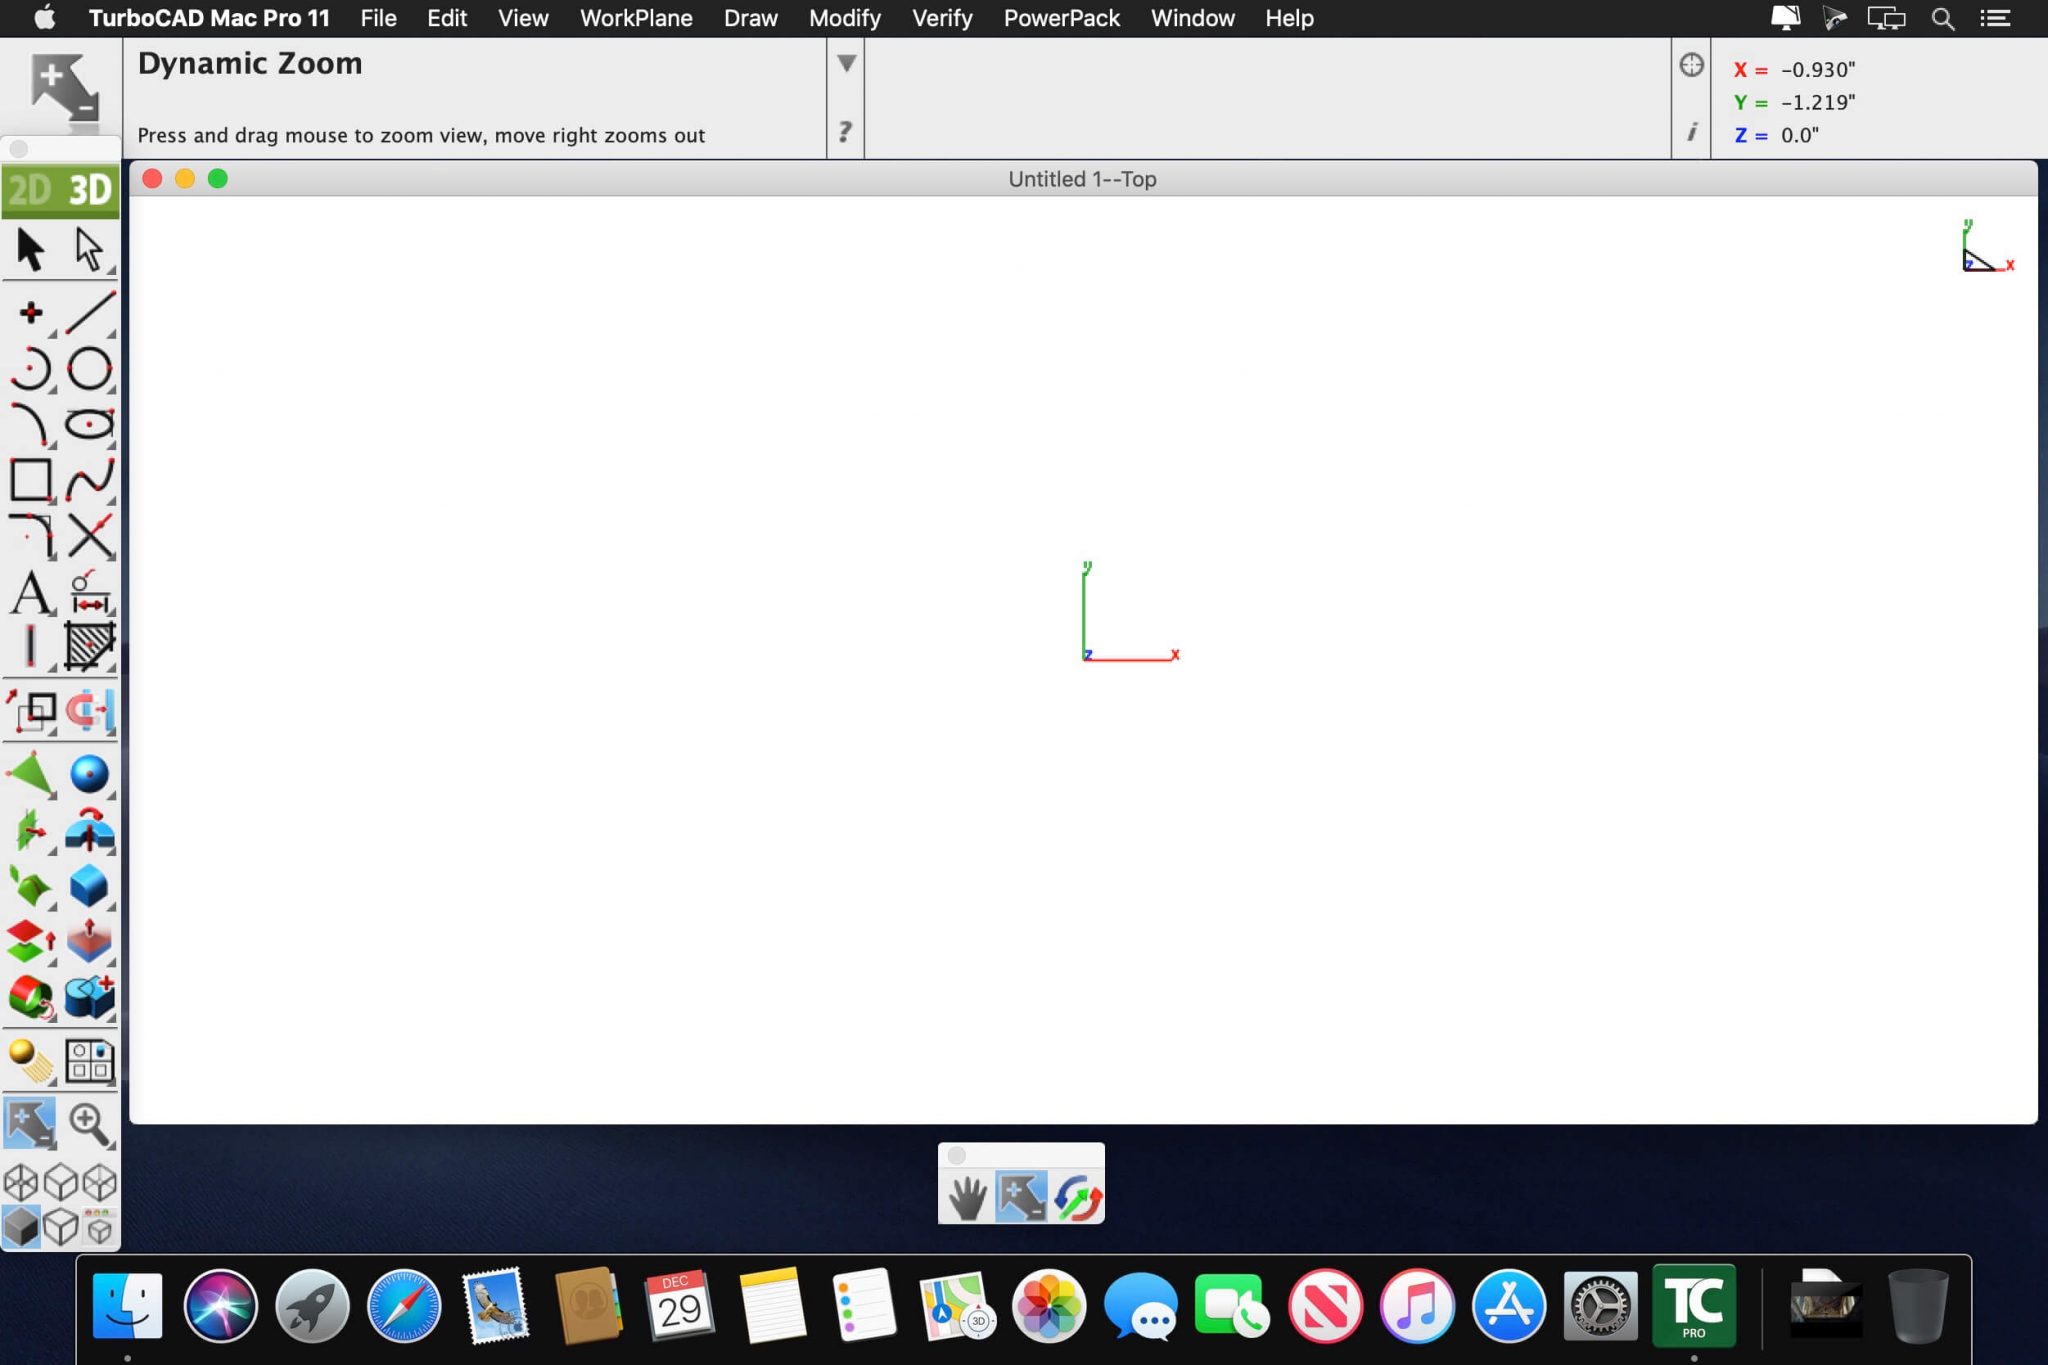 TurboCAD Mac Pro 11 File Edit View WorkPlane Draw Modify Verify PowerPack Window Help
Dynamic Zoom
Press and drag mouse to zoom view, move right zooms out
?
i
X = -0.930"
Y = -1.219"
Z = 0.0"
2D 3D
Untitled 1--Top
y
z x
y
z x
A
DEC
29
3D
TC
PRO